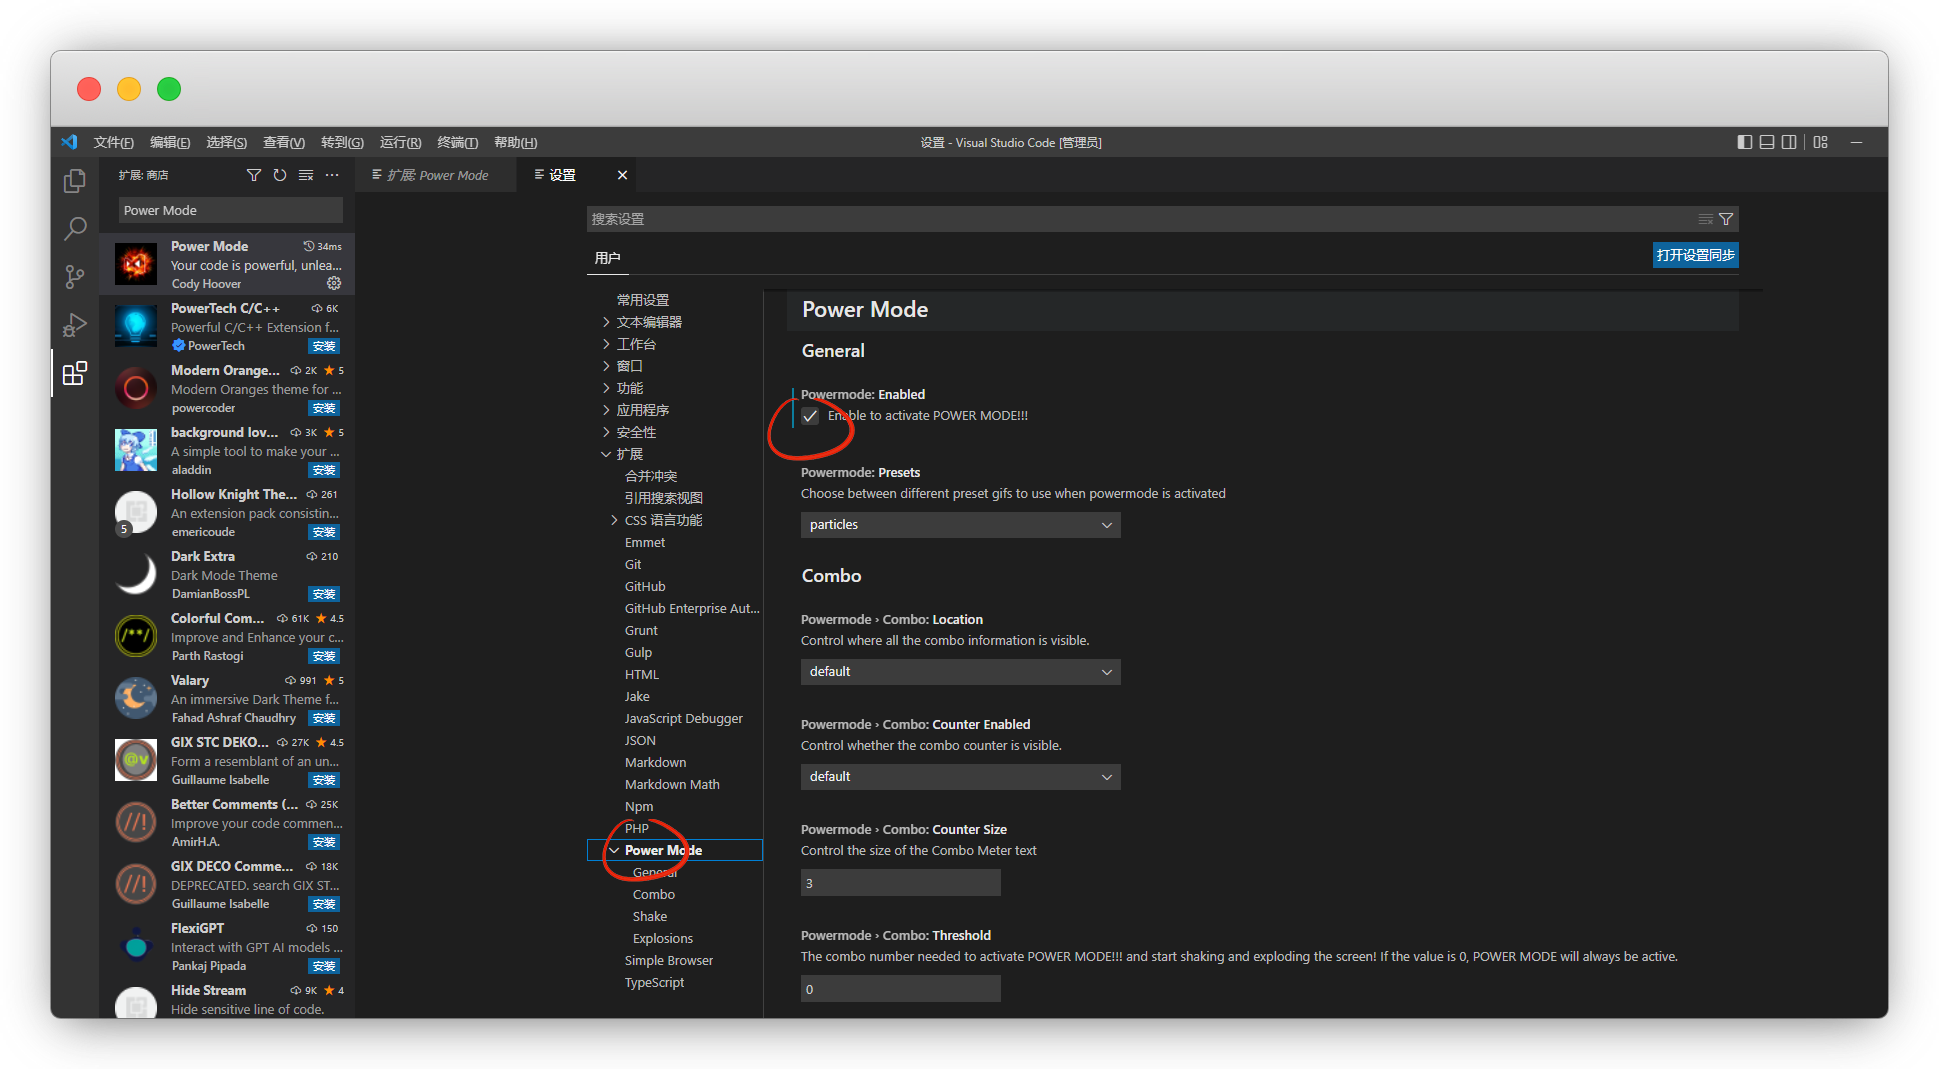 文件(F) 编辑(E) 选择(S) 查看(V) 转到(G) 运行(R) 终端(T) 帮助(H)
设置 - Visual Studio Code [管理员]
扩展: 商店
Power Mode
Power Mode 34ms
Your code is powerful, unlea...
Cody Hoover
PowerTech C/C++ 6K
Powerful C/C++ Extension f...
PowerTech 安装
Modern Orange... 2K ★ 5
Modern Oranges theme for ...
powercoder 安装
background lov... 3K ★ 5
A simple tool to make your ...
aladdin 安装
Hollow Knight The... 261
An extension pack consistin...
5
emericoude 安装
Dark Extra 210
Dark Mode Theme
DamianBossPL 安装
Colorful Com... 61K ★ 4.5
/**/
Improve and Enhance your c...
Parth Rastogi 安装
Valary 991 ★ 5
An immersive Dark Theme f...
Fahad Ashraf Chaudhry 安装
GIX STC DEKO... 27K ★ 4.5
@v
Form a resemblant of an un...
Guillaume Isabelle 安装
Better Comments (... 25K
//!
Improve your code commen...
AmirH.A. 安装
GIX DECO Comme... 18K
//!
DEPRECATED. search GIX ST...
Guillaume Isabelle 安装
FlexiGPT 150
Interact with GPT AI models ...
Pankaj Pipada 安装
Hide Stream 9K ★ 4
Hide sensitive line of code.
扩展: Power Mode
设置
搜索设置
用户
打开设置同步
常用设置
文本编辑器
工作台
窗口
功能
应用程序
安全性
扩展
合并冲突
引用搜索视图
CSS 语言功能
Emmet
Git
GitHub
GitHub Enterprise Aut...
Grunt
Gulp
HTML
Jake
JavaScript Debugger
JSON
Markdown
Markdown Math
Npm
PHP
Power Mode
General
Combo
Shake
Explosions
Simple Browser
TypeScript
Power Mode
General
Powermode: Enabled
Enable to activate POWER MODE!!!
Powermode: Presets
Choose between different preset gifs to use when powermode is activated
particles
Combo
Powermode › Combo: Location
Control where all the combo information is visible.
default
Powermode › Combo: Counter Enabled
Control whether the combo counter is visible.
default
Powermode › Combo: Counter Size
Control the size of the Combo Meter text
3
Powermode › Combo: Threshold
The combo number needed to activate POWER MODE!!! and start shaking and exploding the screen! If the value is 0, POWER MODE will always be active.
0